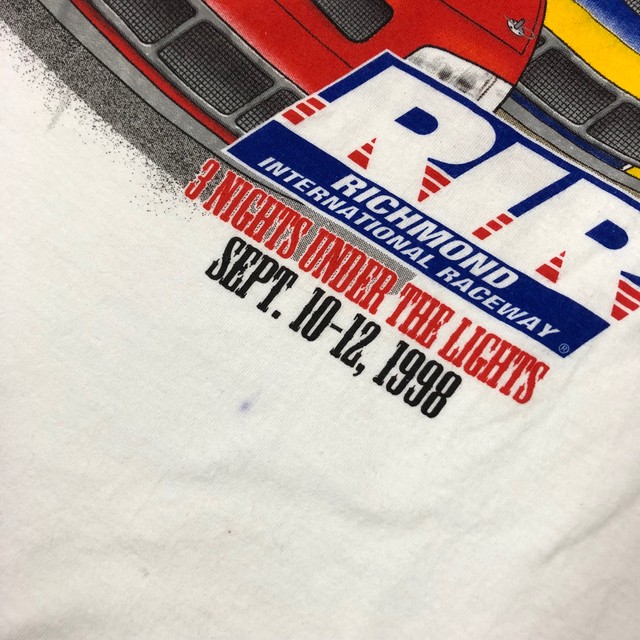 RIR
RICHMOND
INTERNATIONAL RACEWAY®
3 NIGHTS UNDER THE LIGHTS
SEPT. 10-12, 1998